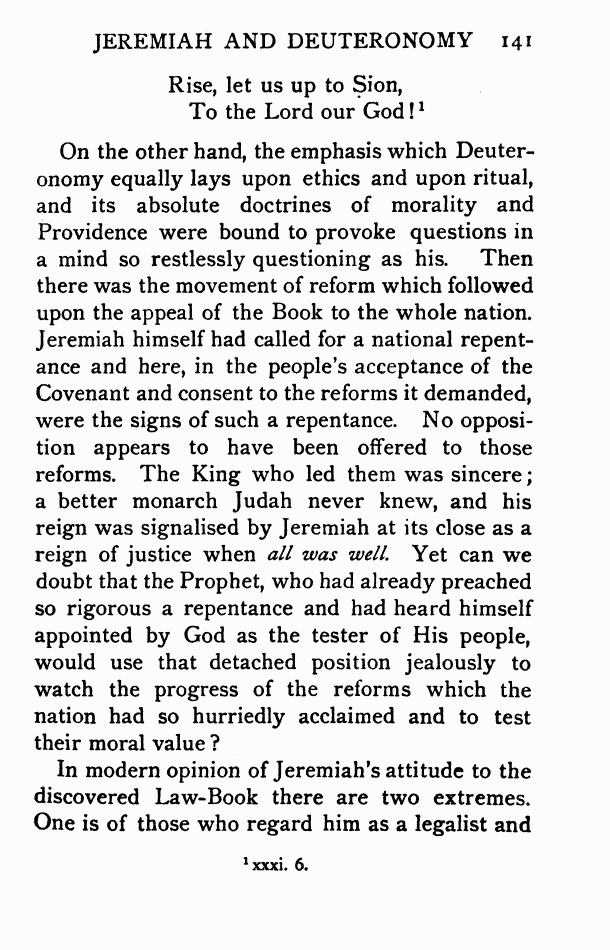 JEREMIAH AND DEUTERONOMY 141
Rise, let us up to Ṣion,
To the Lord our God!¹
On the other hand, the emphasis which Deuter-
onomy equally lays upon ethics and upon ritual,
and its absolute doctrines of morality and
Providence were bound to provoke questions in
a mind so restlessly questioning as his. Then
there was the movement of reform which followed
upon the appeal of the Book to the whole nation.
Jeremiah himself had called for a national repent-
ance and here, in the people's acceptance of the
Covenant and consent to the reforms it demanded,
were the signs of such a repentance. No opposi-
tion appears to have been offered to those
reforms. The King who led them was sincere;
a better monarch Judah never knew, and his
reign was signalised by Jeremiah at its close as a
reign of justice when all was well. Yet can we
doubt that the Prophet, who had already preached
so rigorous a repentance and had heard himself
appointed by God as the tester of His people,
would use that detached position jealously to
watch the progress of the reforms which the
nation had so hurriedly acclaimed and to test
their moral value?
In modern opinion of Jeremiah's attitude to the
discovered Law-Book there are two extremes.
One is of those who regard him as a legalist and
¹ xxxi. 6.